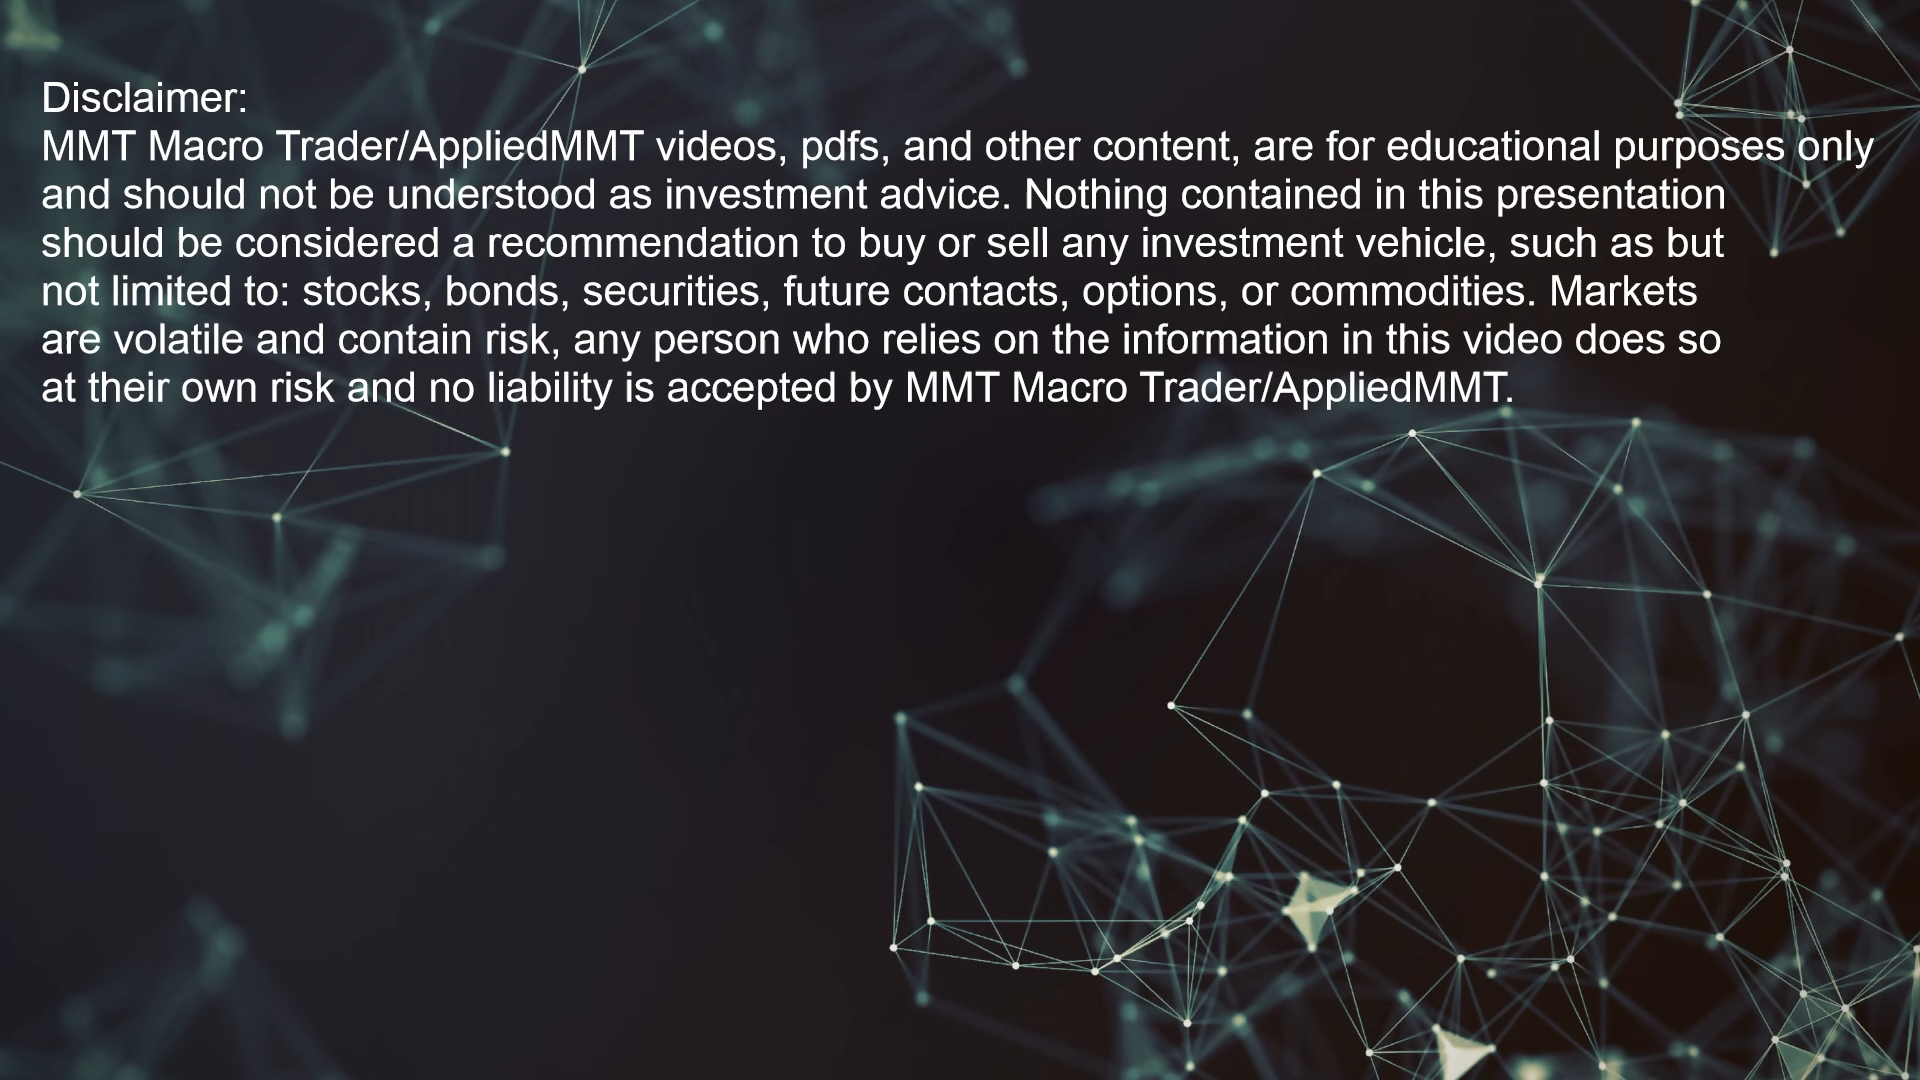 Disclaimer:
MMT Macro Trader/AppliedMMT videos, pdfs, and other content, are for educational purposes only
and should not be understood as investment advice. Nothing contained in this presentation
should be considered a recommendation to buy or sell any investment vehicle, such as but
not limited to: stocks, bonds, securities, future contacts, options, or commodities. Markets
are volatile and contain risk, any person who relies on the information in this video does so
at their own risk and no liability is accepted by MMT Macro Trader/AppliedMMT.